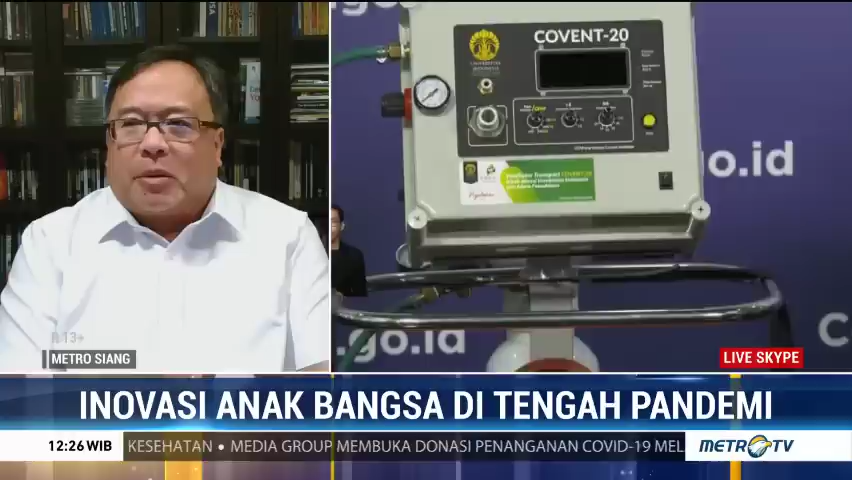 COVENT-20
UNIVERSITAS
INDONESIA
.go.id
.go.id
C
R 13+
METRO SIANG
LIVE SKYPE
INOVASI ANAK BANGSA DI TENGAH PANDEMI
12:26 WIB
KESEHATAN • MEDIA GROUP MEMBUKA DONASI PENANGANAN COVID-19 MEL
METRO TV